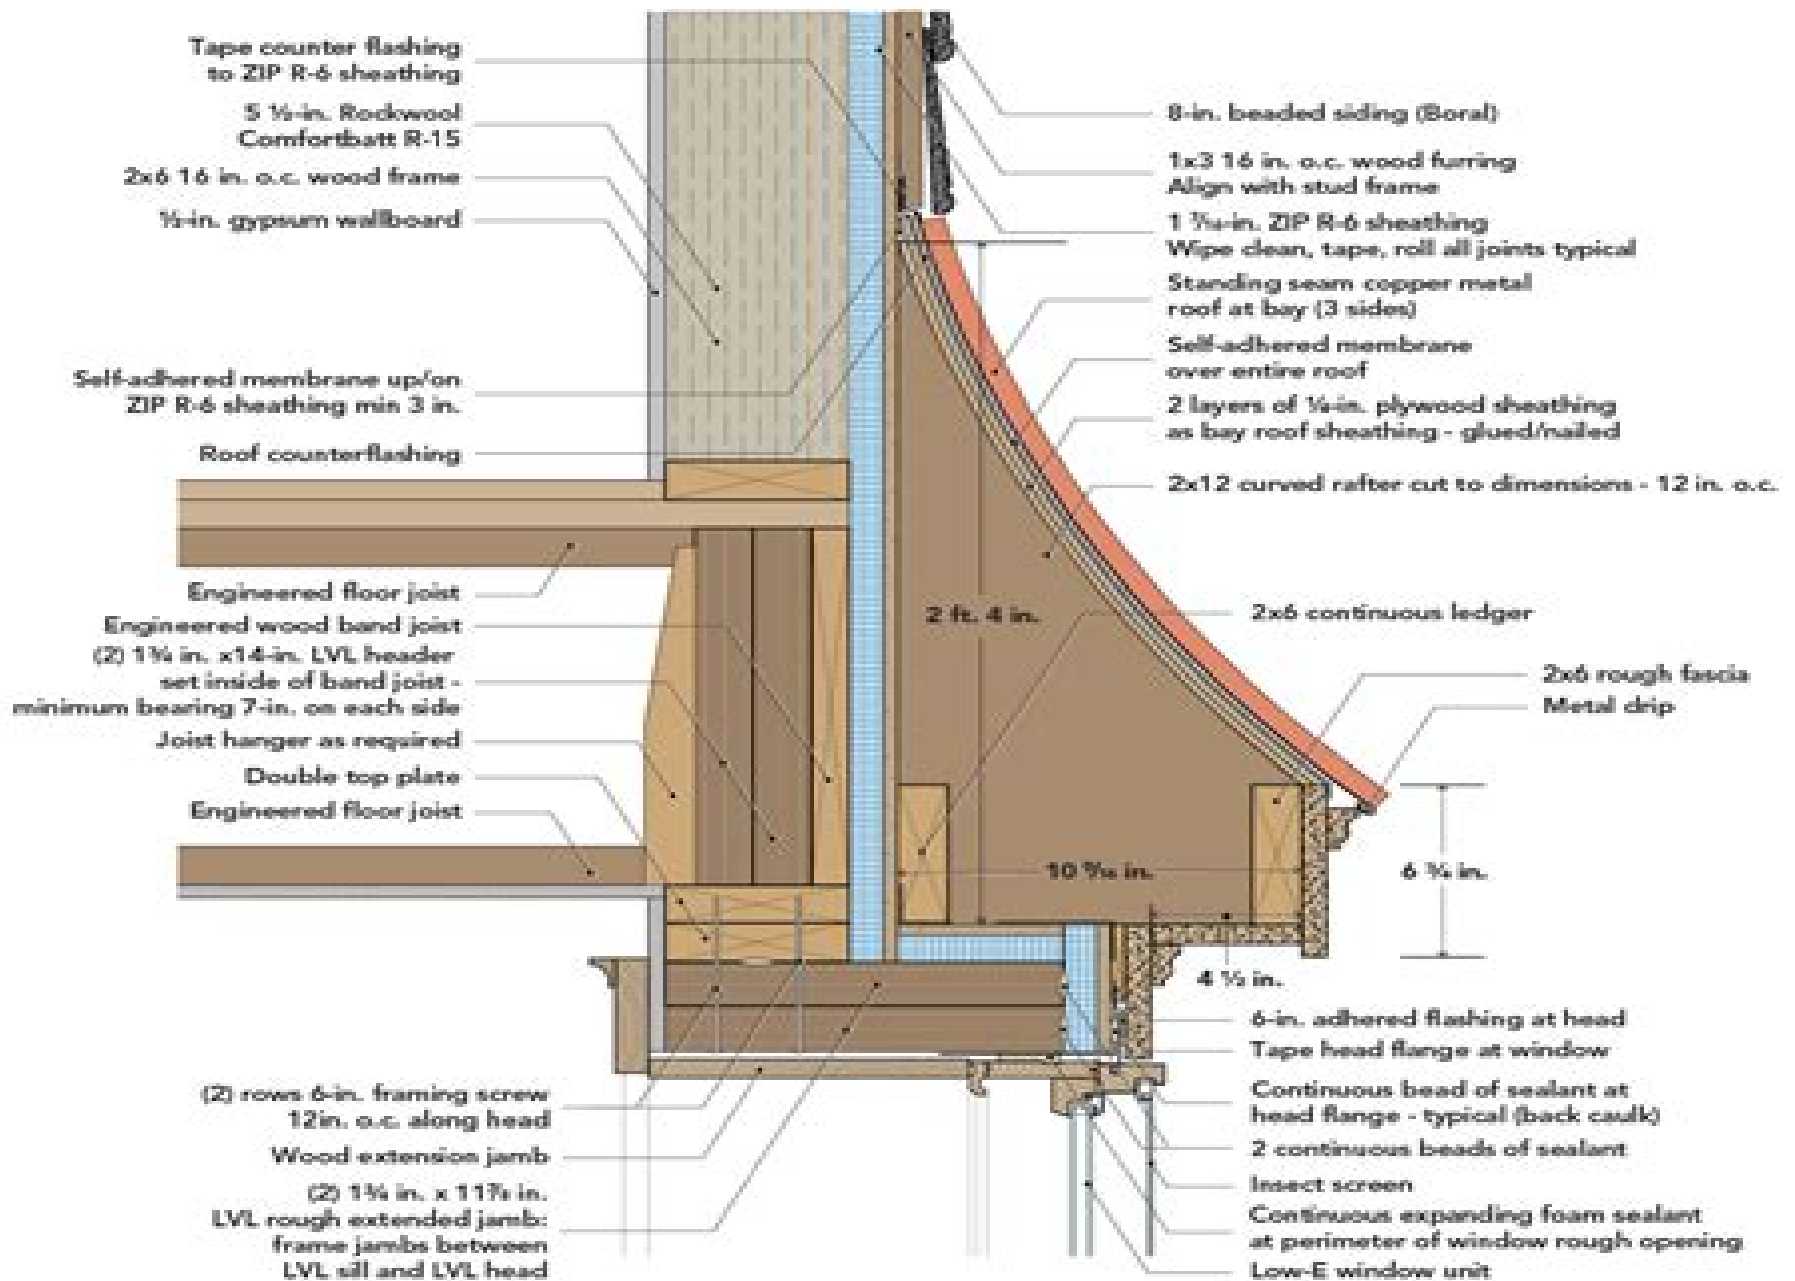 Tape counter flashing
to ZIP R-6 sheathing
5 ½-in. Rockwool
Comfortbatt R-15
2x6 16 in. o.c. wood frame
½-in. gypsum wallboard
Self-adhered membrane up/on
ZIP R-6 sheathing min 3 in.
Roof counterflashing
Engineered floor joist
Engineered wood band joist
(2) 1¾ in. x14-in. LVL header
set inside of band joist -
minimum bearing 7-in. on each side
Joist hanger as required
Double top plate
Engineered floor joist
(2) rows 6-in. framing screw
12in. o.c. along head
Wood extension jamb
(2) 1¾ in. x 11⅞ in.
LVL rough extended jamb:
frame jambs between
LVL sill and LVL head
8-in. beaded siding (Boral)
1x3 16 in. o.c. wood furring
Align with stud frame
1 7/16-in. ZIP R-6 sheathing
Wipe clean, tape, roll all joints typical
Standing seam copper metal
roof at bay (3 sides)
Self-adhered membrane
over entire roof
2 layers of ¼-in. plywood sheathing
as bay roof sheathing - glued/nailed
2x12 curved rafter cut to dimensions - 12 in. o.c.
2 ft. 4 in.
2x6 continuous ledger
2x6 rough fascia
Metal drip
10 9/16 in.
6 ¾ in.
4 ½ in.
6-in. adhered flashing at head
Tape head flange at window
Continuous bead of sealant at
head flange - typical (back caulk)
2 continuous beads of sealant
Insect screen
Continuous expanding foam sealant
at perimeter of window rough opening
Low-E window unit